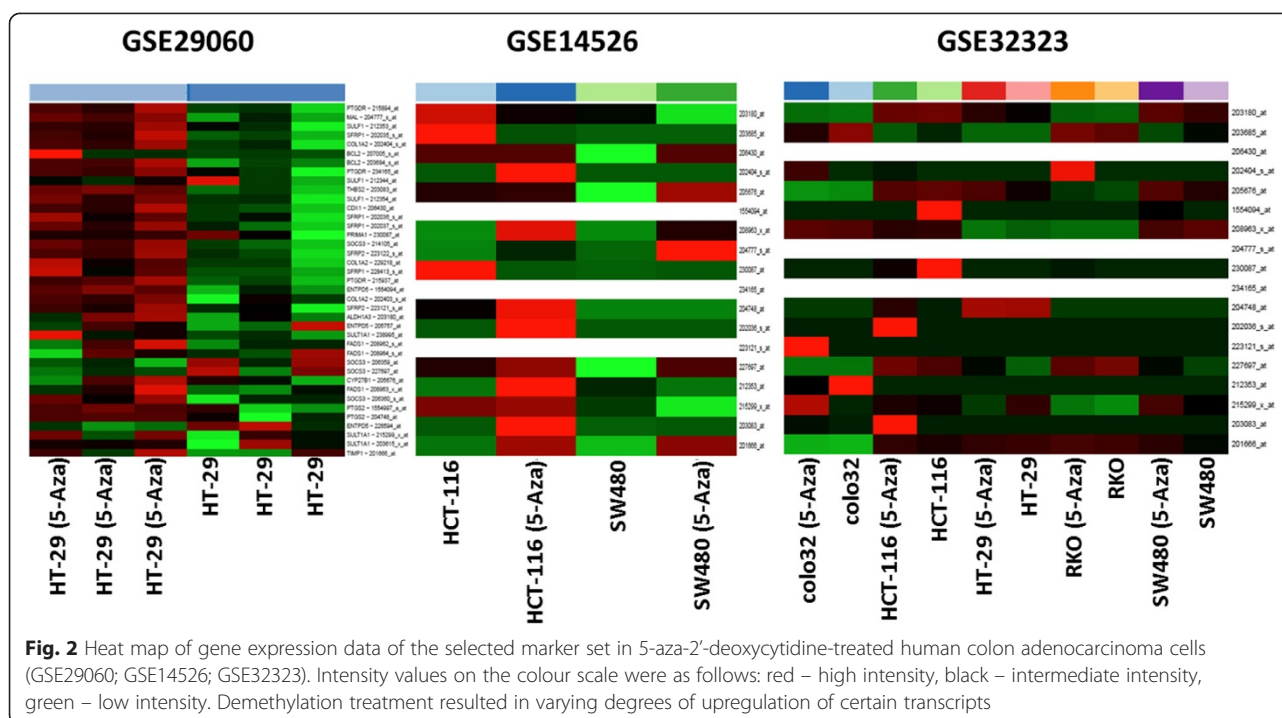 GSE29060
GSE14526
GSE32323
PTGDR – 215894_at
MAL – 204777_s_at
SULF1 – 212353_at
SFRP1 – 202035_s_at
COL1A2 – 202404_s_at
BCL2 – 207005_s_at
BCL2 – 203684_s_at
PTGDR – 234165_at
SULF1 – 212344_at
THBS2 – 203083_at
SULF1 – 212354_at
CDX1 – 206430_at
SFRP1 – 202036_s_at
SFRP1 – 202037_s_at
PRIMA1 – 230087_at
SOCS3 – 214105_at
SFRP2 – 223122_s_at
COL1A2 – 229218_at
SFRP1 – 228413_s_at
PTGDR – 215937_at
ENTPD5 – 1554094_at
COL1A2 – 202403_s_at
SFRP2 – 223121_s_at
ALDH1A3 – 203180_at
ENTPD5 – 205757_at
SULT1A1 – 238995_at
FADS1 – 208962_s_at
FADS1 – 208964_s_at
SOCS3 – 206359_at
SOCS3 – 227697_at
CYP27B1 – 205676_at
FADS1 – 208963_x_at
SOCS3 – 206360_s_at
PTGS2 – 1554997_a_at
PTGS2 – 204748_at
ENTPD5 – 226594_at
SULT1A1 – 215299_x_at
SULT1A1 – 203615_x_at
TIMP1 – 201666_at
HT-29 (5-Aza)
HT-29 (5-Aza)
HT-29 (5-Aza)
HT-29
HT-29
HT-29
203180_at
203685_at
206430_at
202404_s_at
205676_at
1554094_at
208963_x_at
204777_s_at
230087_at
234165_at
204748_at
202036_s_at
223121_s_at
227697_at
212353_at
215299_x_at
203083_at
201666_at
HCT-116
HCT-116 (5-Aza)
SW480
SW480 (5-Aza)
203180_at
203685_at
206430_at
202404_s_at
205676_at
1554094_at
208963_x_at
204777_s_at
230087_at
234165_at
204748_at
202036_s_at
223121_s_at
227697_at
212353_at
215299_x_at
203083_at
201666_at
colo32 (5-Aza)
colo32
HCT-116 (5-Aza)
HCT-116
HT-29 (5-Aza)
HT-29
RKO (5-Aza)
RKO
SW480 (5-Aza)
SW480
Fig. 2 Heat map of gene expression data of the selected marker set in 5-aza-2’-deoxycytidine-treated human colon adenocarcinoma cells
(GSE29060; GSE14526; GSE32323). Intensity values on the colour scale were as follows: red – high intensity, black – intermediate intensity,
green – low intensity. Demethylation treatment resulted in varying degrees of upregulation of certain transcripts